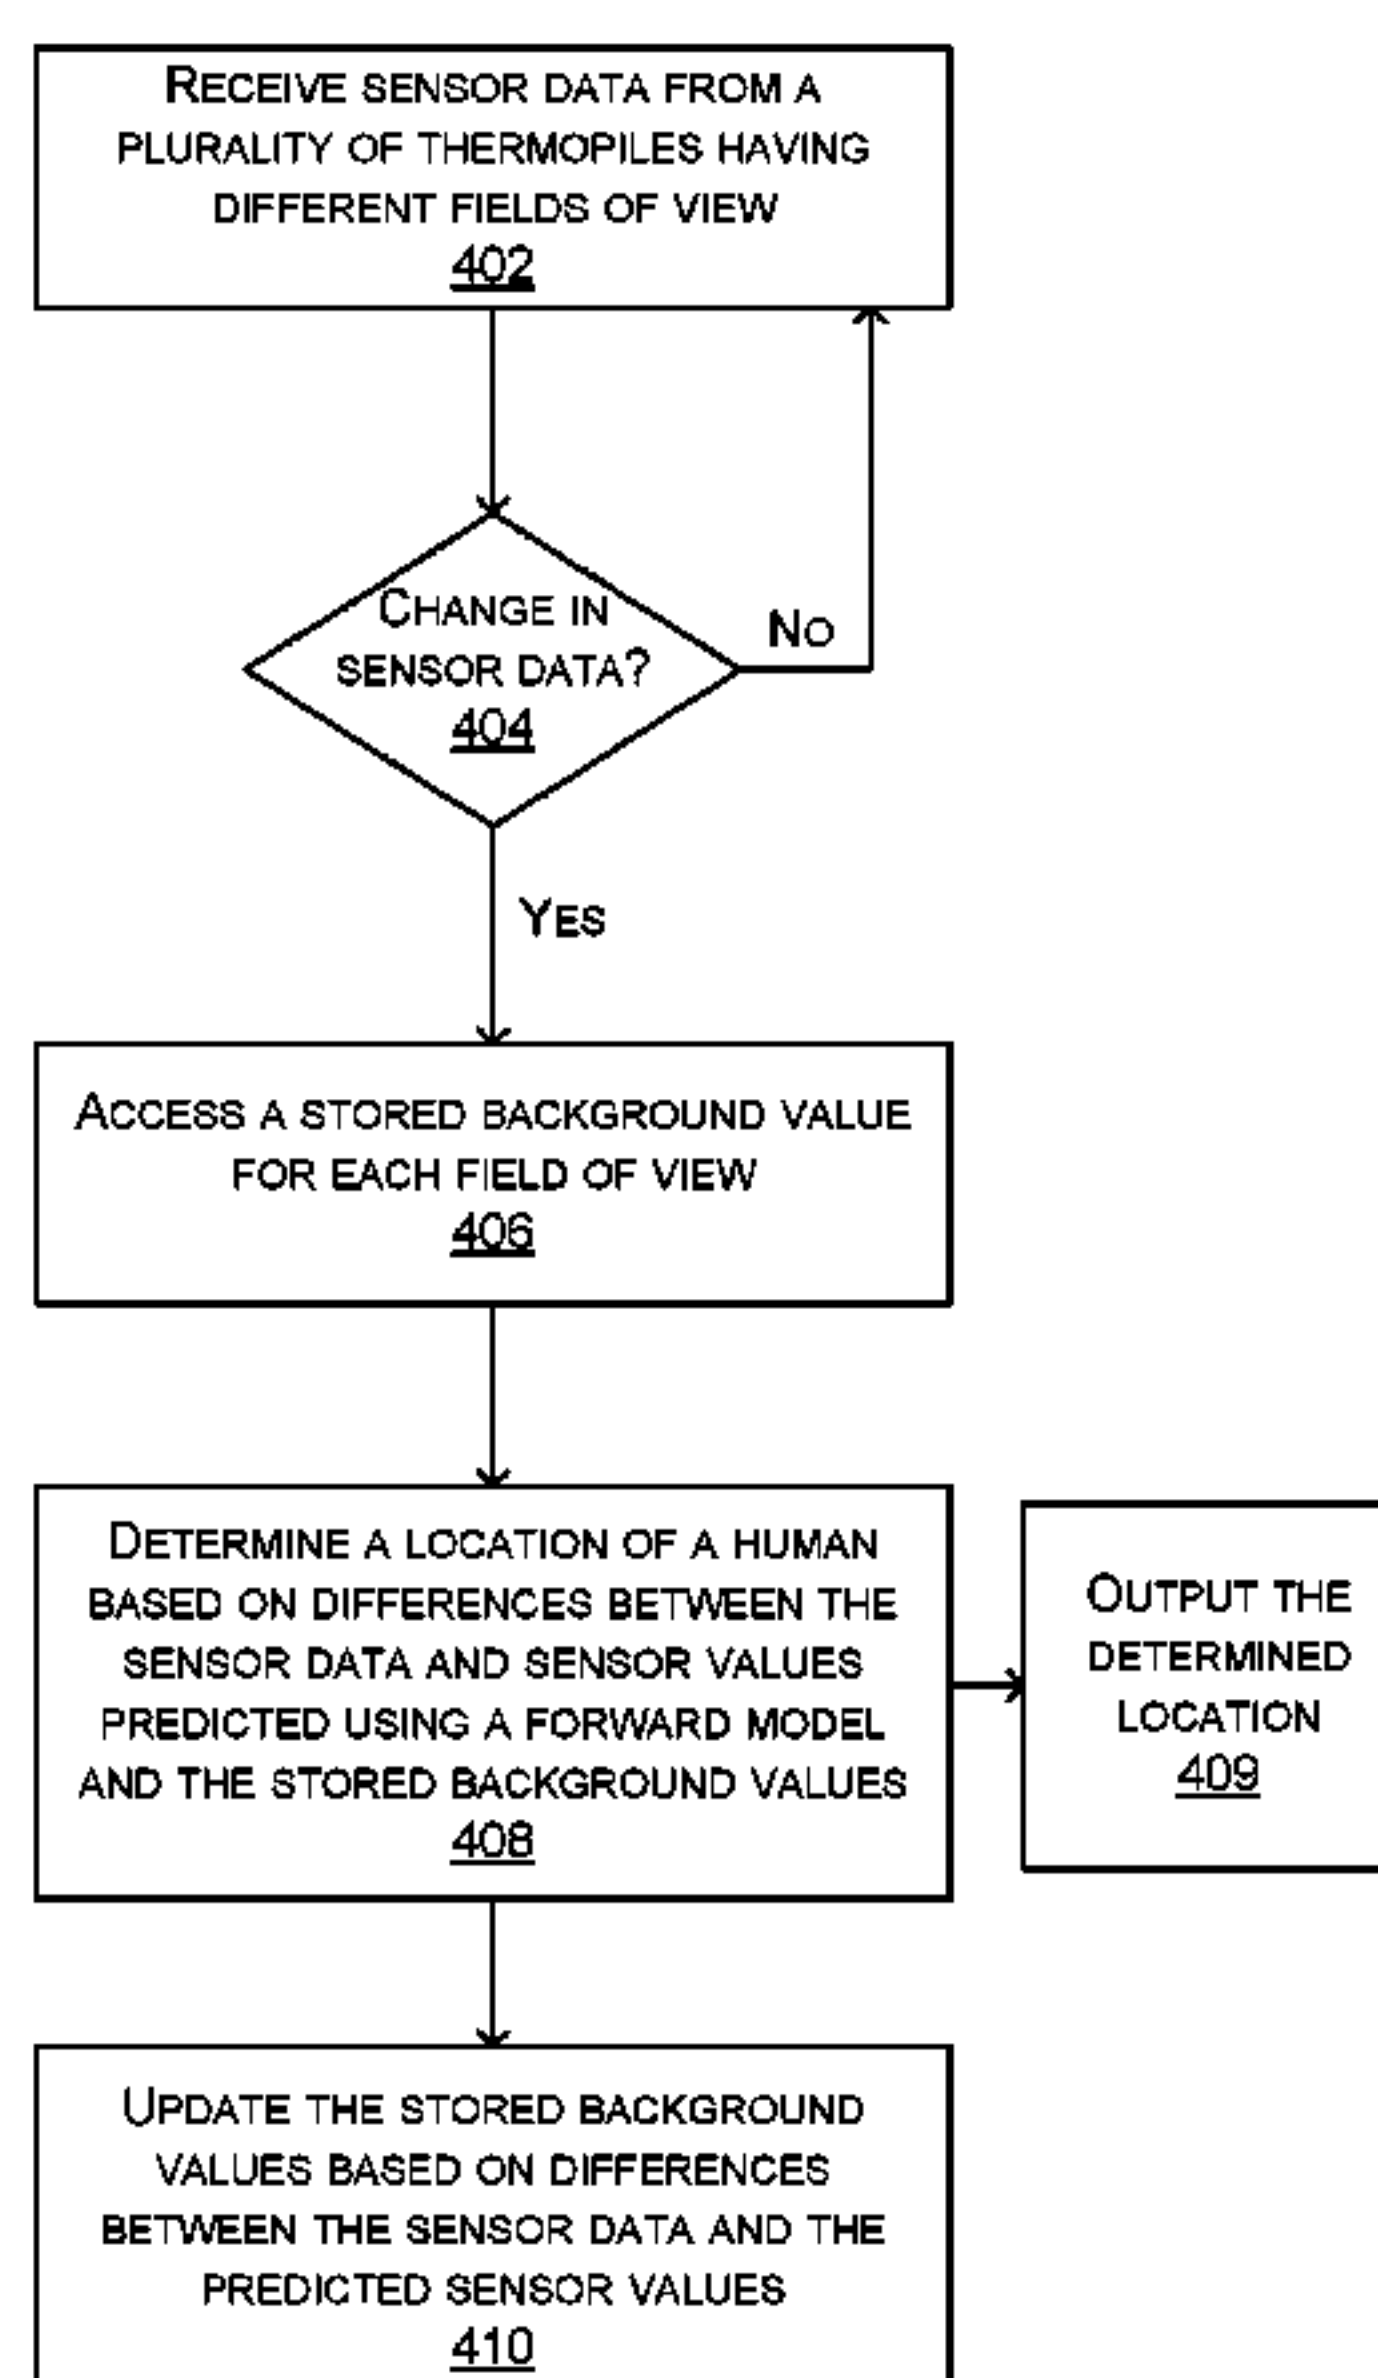 RECEIVE SENSOR DATA FROM A
PLURALITY OF THERMOPILES HAVING
DIFFERENT FIELDS OF VIEW
402
CHANGE IN
SENSOR DATA?
404
NO
YES
ACCESS A STORED BACKGROUND VALUE
FOR EACH FIELD OF VIEW
406
DETERMINE A LOCATION OF A HUMAN
BASED ON DIFFERENCES BETWEEN THE
SENSOR DATA AND SENSOR VALUES
PREDICTED USING A FORWARD MODEL
AND THE STORED BACKGROUND VALUES
408
OUTPUT THE
DETERMINED
LOCATION
409
UPDATE THE STORED BACKGROUND
VALUES BASED ON DIFFERENCES
BETWEEN THE SENSOR DATA AND THE
PREDICTED SENSOR VALUES
410